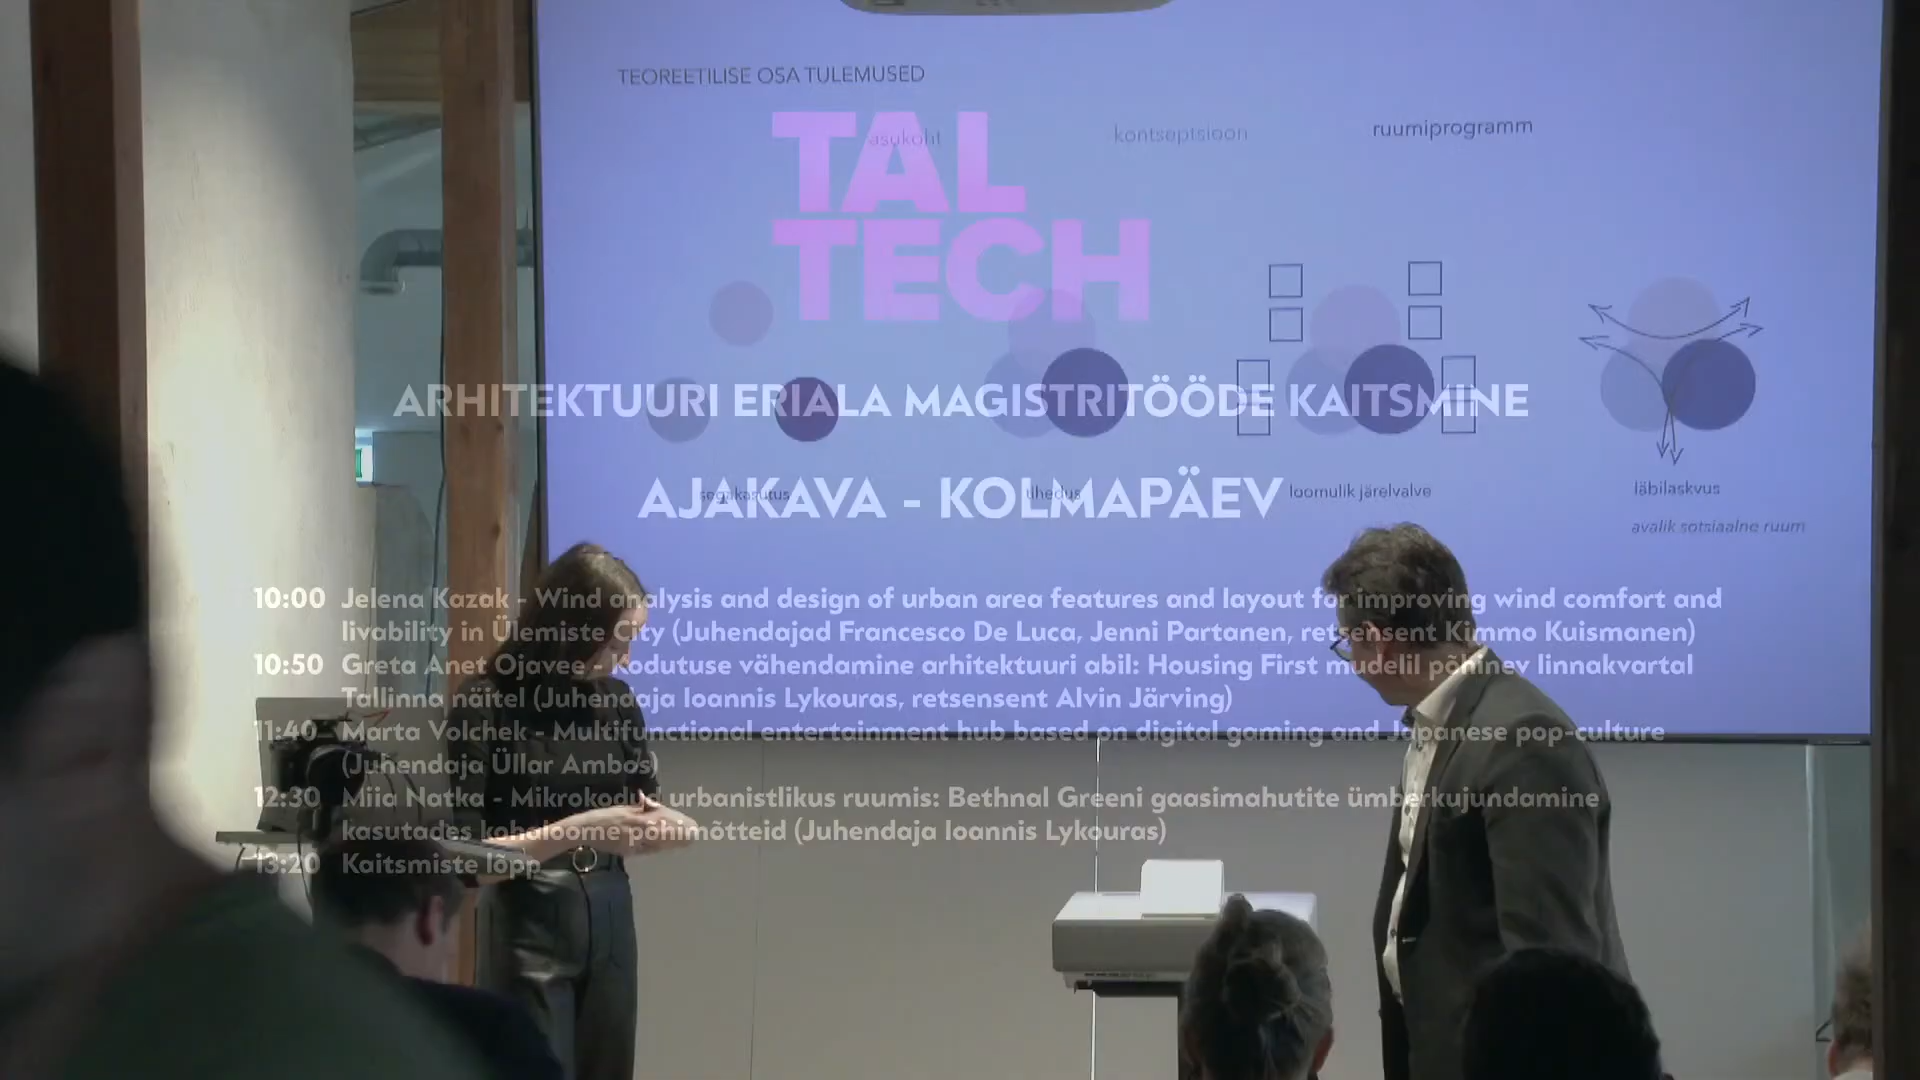 TEOREETILISE OSA TULEMUSED
asukoht
kontseptsioon
ruumiprogramm
TAL
TECH
ARHITEKTUURI ERIALA MAGISTRITÖÖDE KAITSMINE
AJAKAVA - KOLMAPÄEV
segakasutus
ühedus
loomulik järelvalve
läbilaskvus
avalik sotsiaalne ruum
10:00 Jelena Kazak - Wind analysis and design of urban area features and layout for improving wind comfort and
livability in Ülemiste City (Juhendajad Francesco De Luca, Jenni Partanen, retsensent Kimmo Kuismanen)
10:50 Greta Anet Ojavee - Kodutuse vähendamine arhitektuuri abil: Housing First mudelil põhinev linnakvartal
Tallinna näitel (Juhendaja Ioannis Lykouras, retsensent Alvin Järving)
11:40 Marta Volchek - Multifunctional entertainment hub based on digital gaming and Japanese pop-culture
(Juhendaja Üllar Ambos)
12:30 Miia Natka - Mikrokodu urbanistlikus ruumis: Bethnal Greeni gaasimahutite ümberkujundamine
kasutades kohaloome põhimõtteid (Juhendaja Ioannis Lykouras)
13:20 Kaitsmiste lõpp